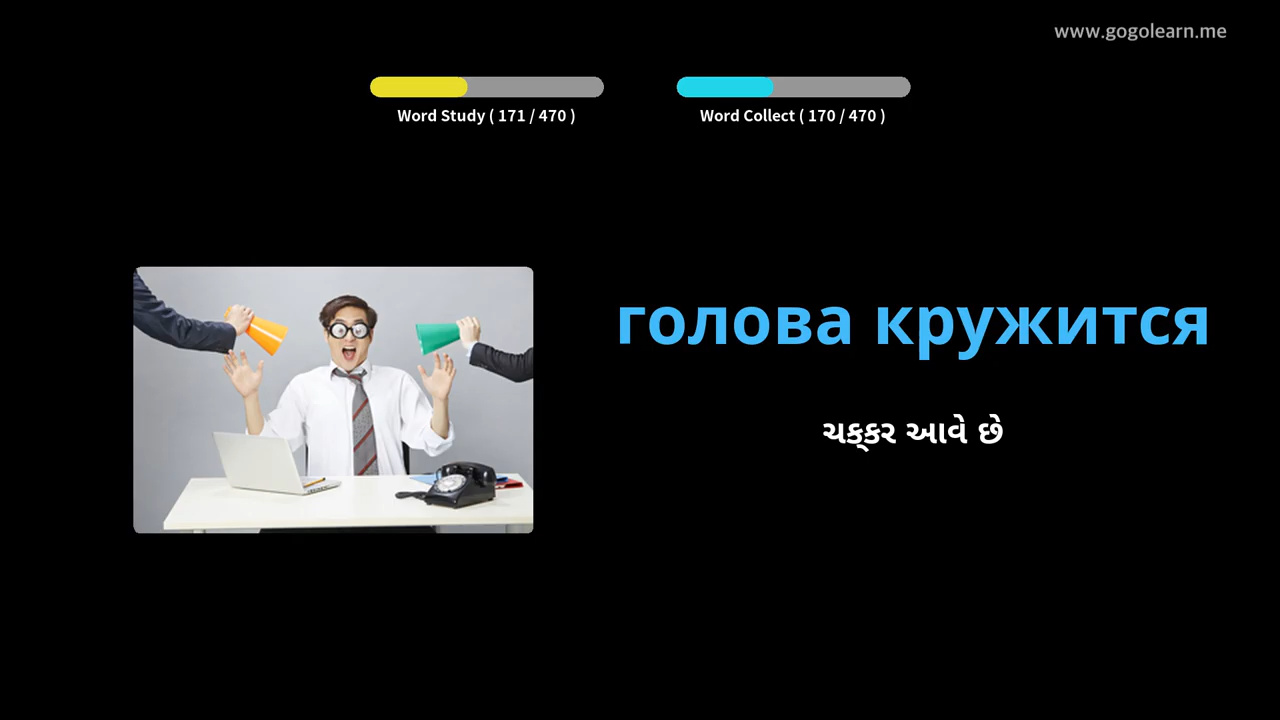 www.gogolearn.me
Word Study ( 171 / 470 )
Word Collect ( 170 / 470 )
голова кружится
ચક્કર આવે છે